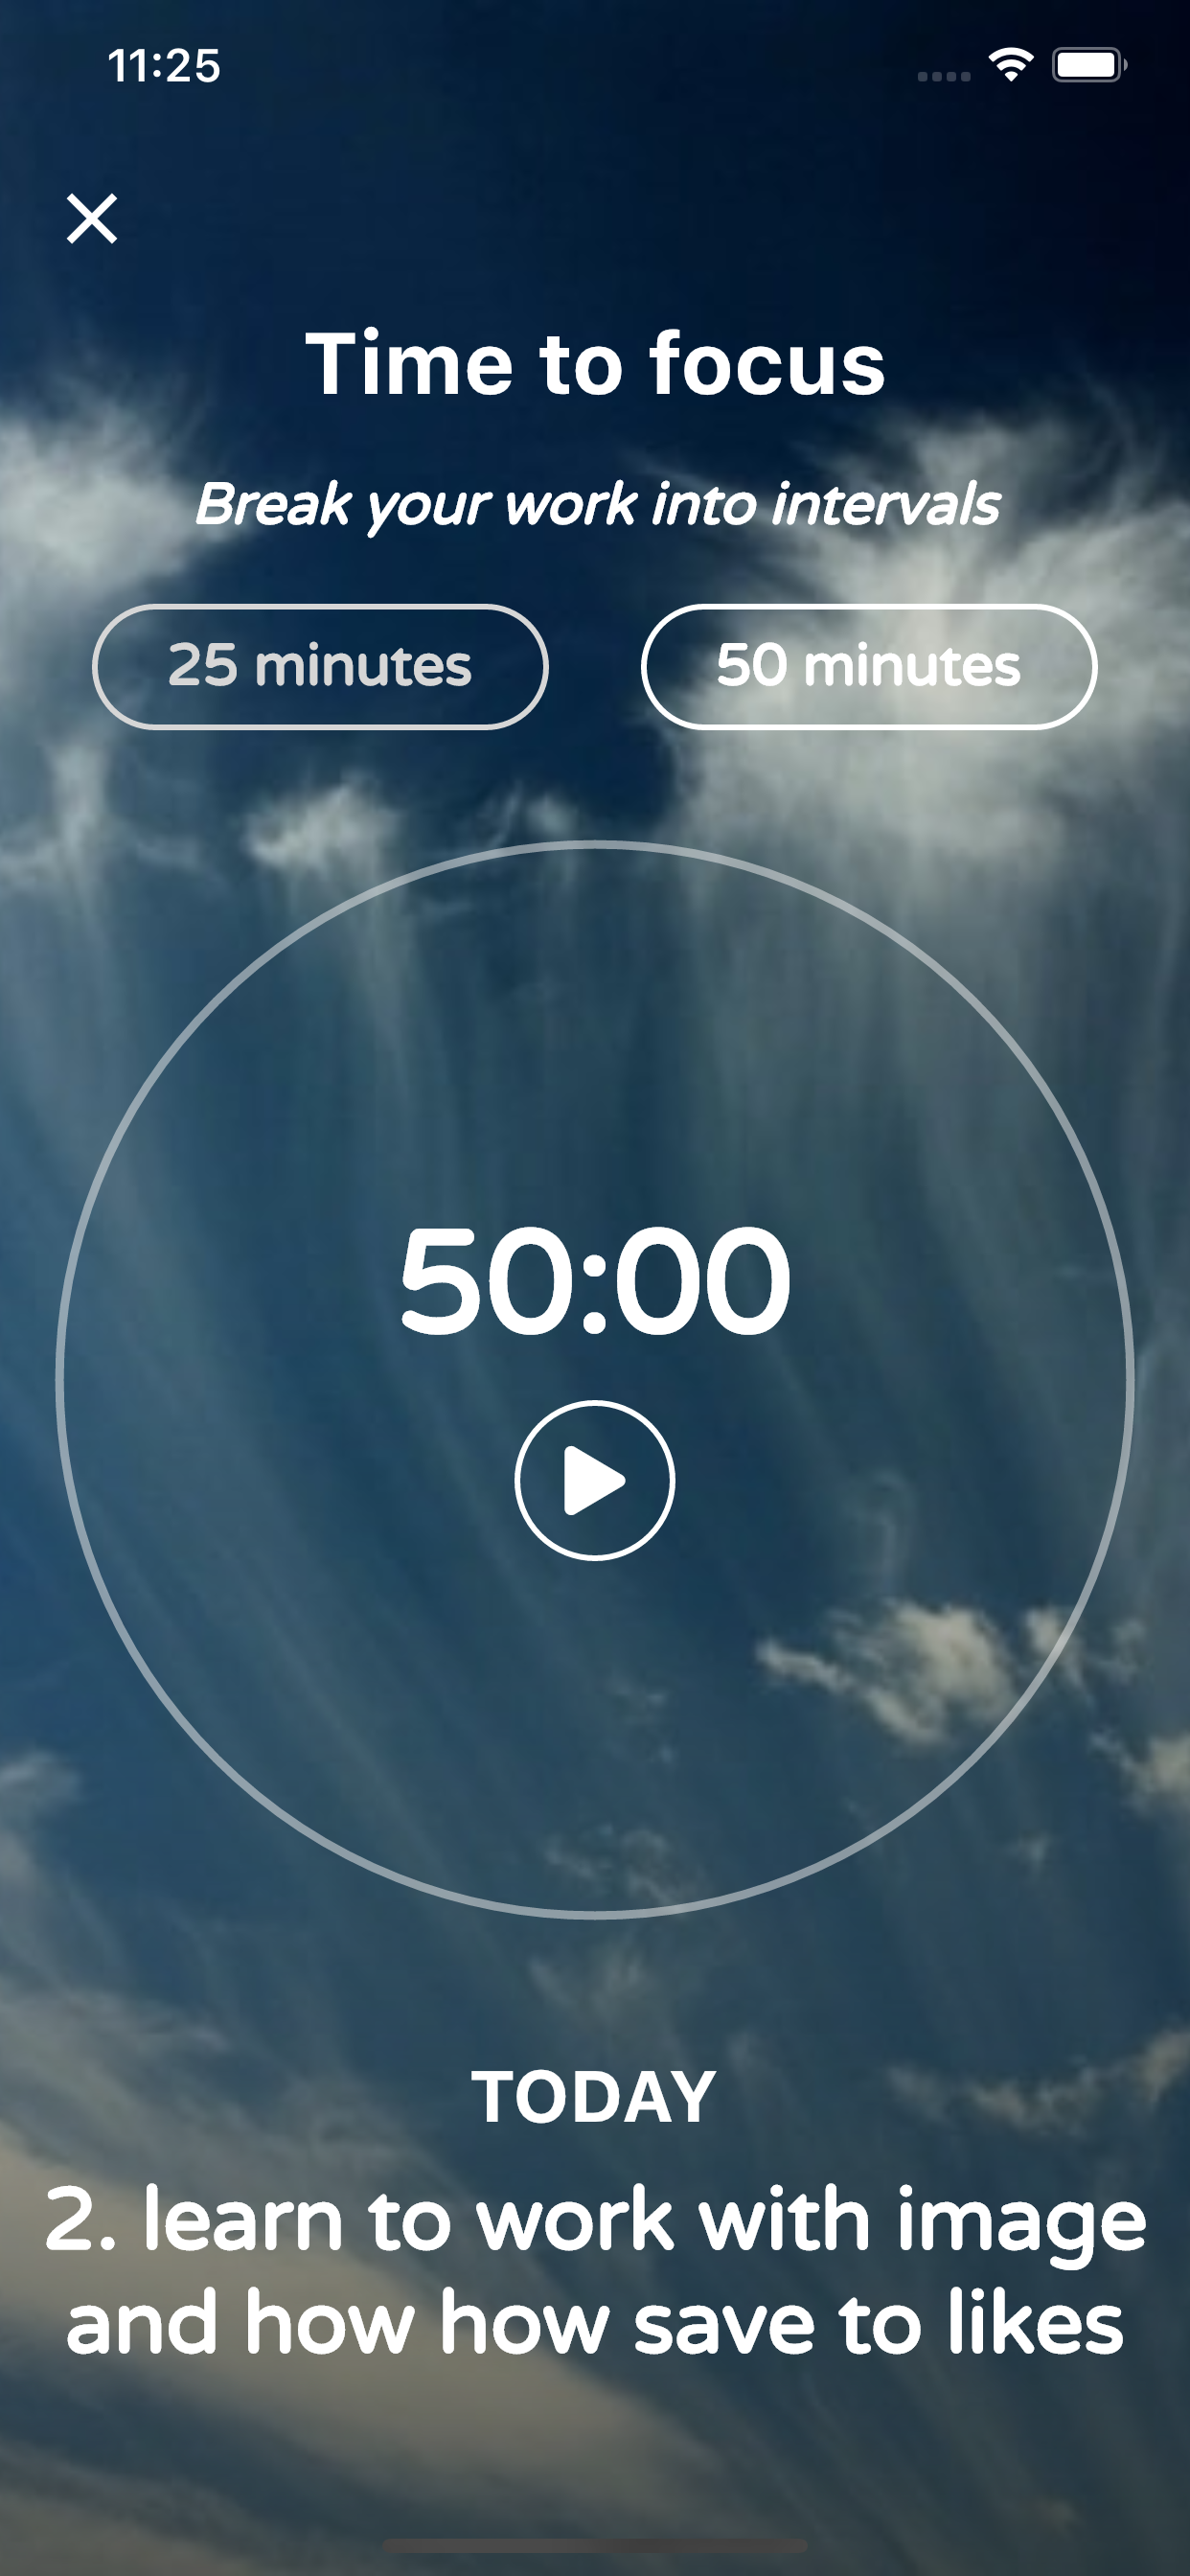 11:25
Time to focus
Break your work into intervals
25 minutes
50 minutes
50:00
TODAY
2. learn to work with image
and how how save to likes